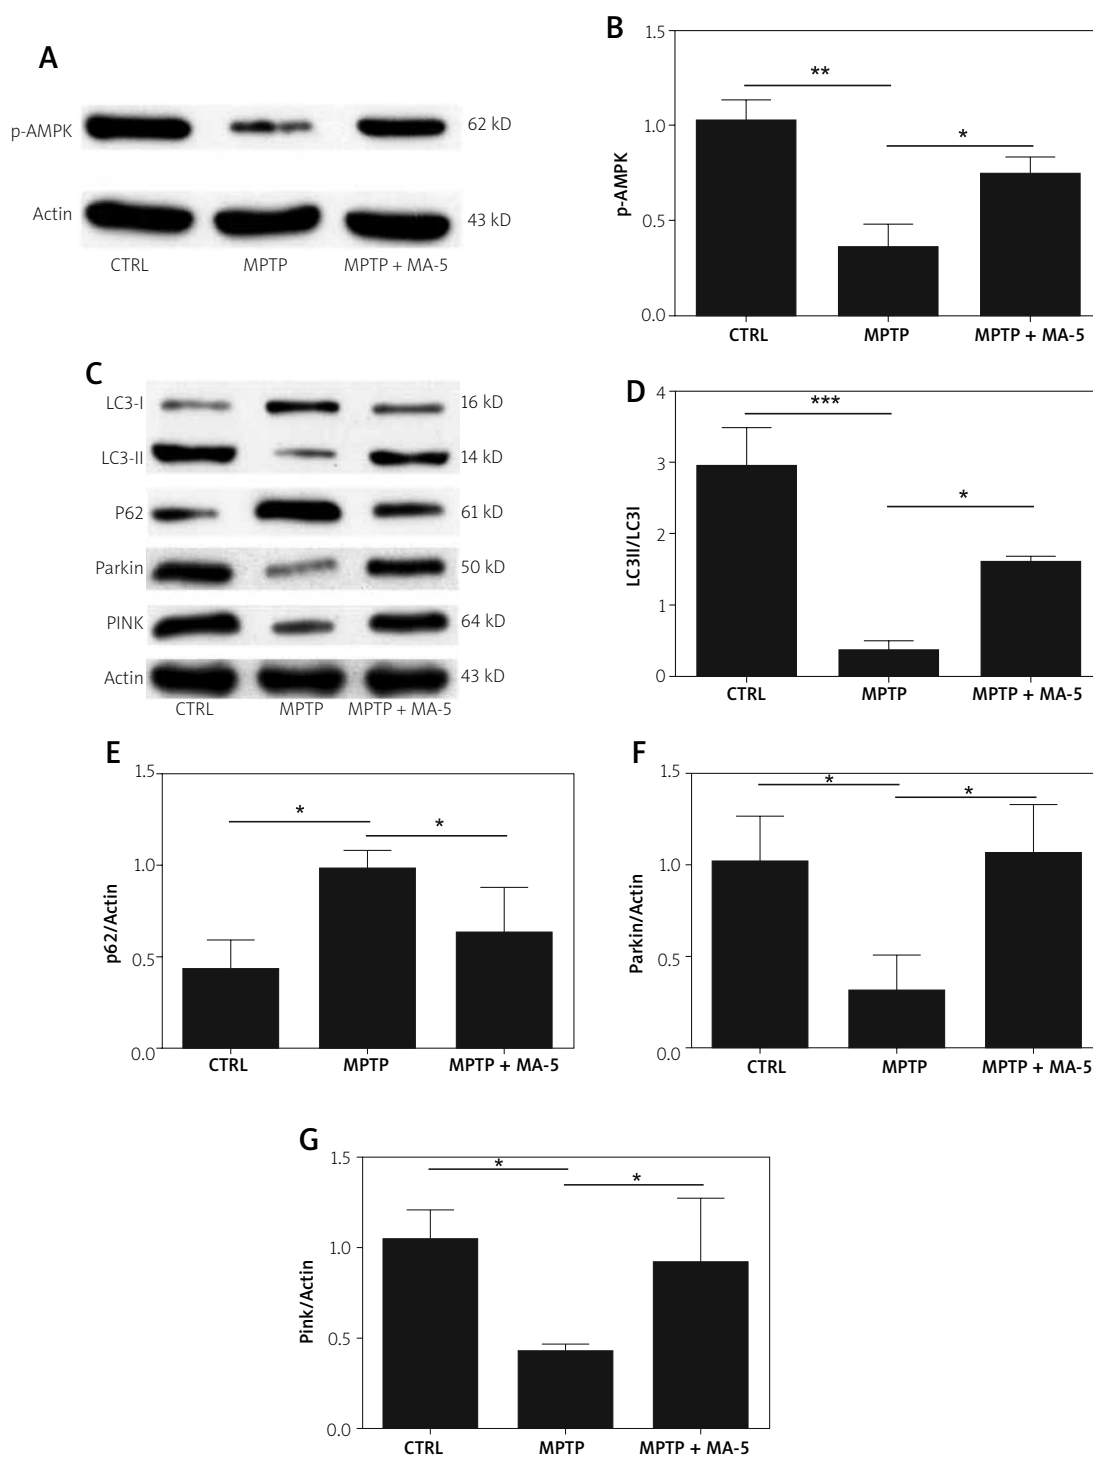 A
p-AMPK
62 kD
Actin
43 kD
CTRL MPTP MPTP + MA-5
B
1.5
1.0
0.5
0.0
p-AMPK
**
*
CTRL MPTP MPTP + MA-5
C
LC3-I
16 kD
LC3-II
14 kD
P62
61 kD
Parkin
50 kD
PINK
64 kD
Actin
43 kD
CTRL MPTP MPTP + MA-5
D
4
3
2
1
0
LC3II/LC3I
***
*
CTRL MPTP MPTP + MA-5
E
1.5
1.0
0.5
0.0
p62/Actin
*
*
CTRL MPTP MPTP + MA-5
F
1.5
1.0
0.5
0.0
Parkin/Actin
*
*
CTRL MPTP MPTP + MA-5
G
1.5
1.0
0.5
0.0
Pink/Actin
*
*
CTRL MPTP MPTP + MA-5